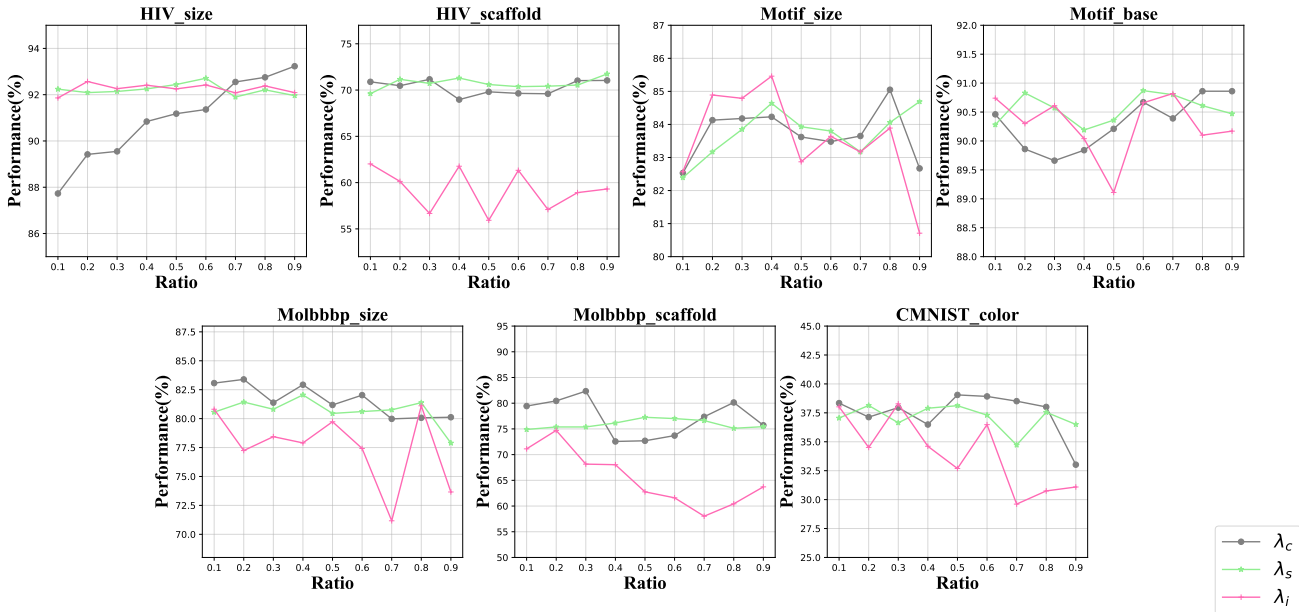 HIV_size
HIV_scaffold
Motif_size
Motif_base
Performance(%)
94
92
90
88
86
0.1 0.2 0.3 0.4 0.5 0.6 0.7 0.8 0.9
Ratio
Performance(%)
75
70
65
60
55
0.1 0.2 0.3 0.4 0.5 0.6 0.7 0.8 0.9
Ratio
Performance(%)
87
86
85
84
83
82
81
80
0.1 0.2 0.3 0.4 0.5 0.6 0.7 0.8 0.9
Ratio
Performance(%)
92.0
91.5
91.0
90.5
90.0
89.5
89.0
88.5
88.0
0.1 0.2 0.3 0.4 0.5 0.6 0.7 0.8 0.9
Ratio
Molbbbp_size
Molbbbp_scaffold
CMNIST_color
Performance(%)
87.5
85.0
82.5
80.0
77.5
75.0
72.5
70.0
0.1 0.2 0.3 0.4 0.5 0.6 0.7 0.8 0.9
Ratio
Performance(%)
95
90
85
80
75
70
65
60
55
50
0.1 0.2 0.3 0.4 0.5 0.6 0.7 0.8 0.9
Ratio
Performance(%)
45.0
42.5
40.0
37.5
35.0
32.5
30.0
27.5
25.0
0.1 0.2 0.3 0.4 0.5 0.6 0.7 0.8 0.9
Ratio
λc
λs
λi